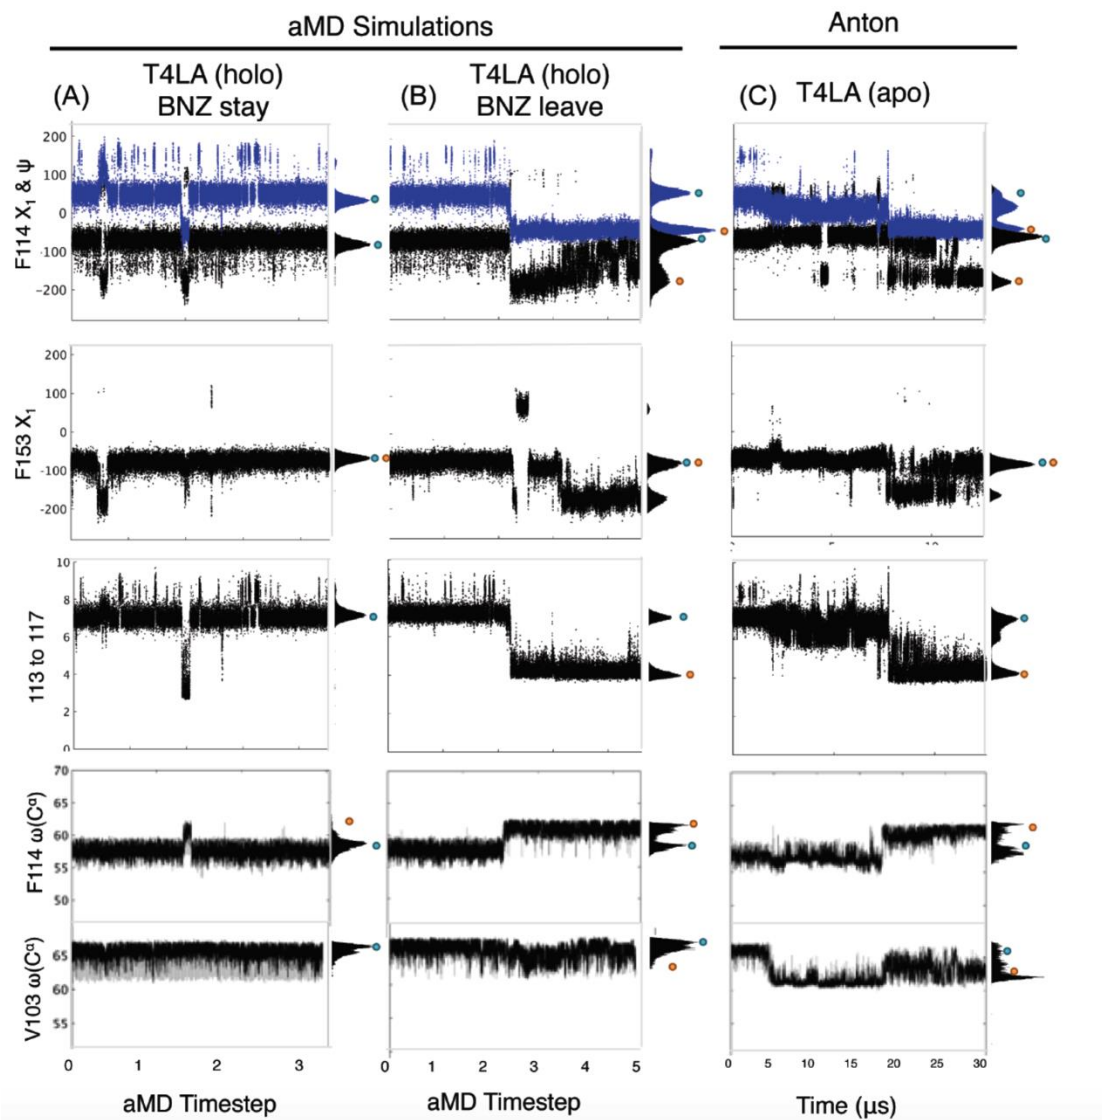 aMD Simulations
Anton
(A) T4LA (holo)
BNZ stay
(B) T4LA (holo)
BNZ leave
(C) T4LA (apo)
F114 X₁ & ψ
200
100
0
-100
-200
F153 X₁
200
100
0
-100
-200
113 to 117
10
8
6
4
2
0
F114 ω(Cᵅ)
70
65
60
55
50
V103 ω(Cᵅ)
65
60
55
0 1 2 3
0 1 2 3 4 5
0 5 10 15 20 25 30
aMD Timestep
aMD Timestep
Time (µs)